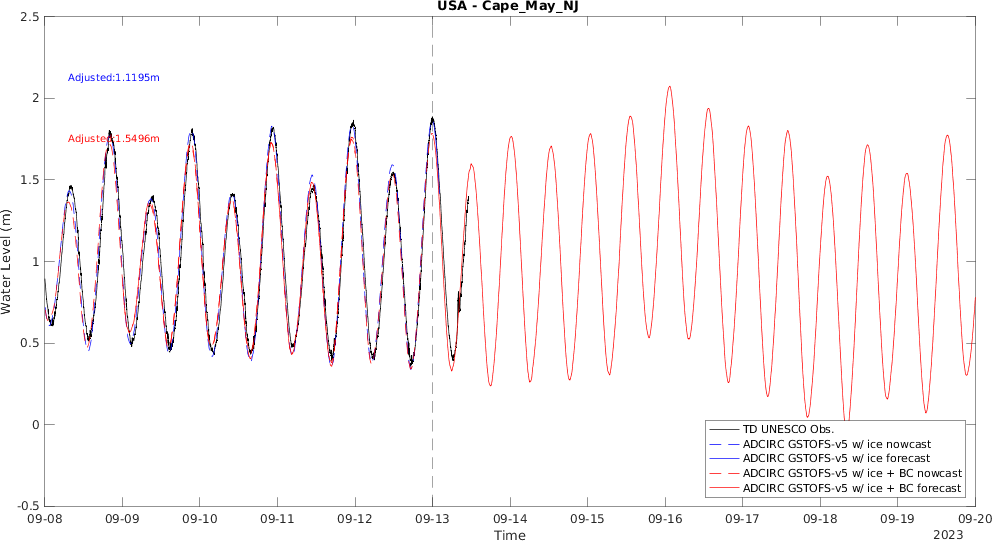 USA - Cape_May_NJ
2.5
2
1.5
1
0.5
0
-0.5
Water Level (m)
Adjusted:1.1195m
Adjusted:1.5496m
TD UNESCO Obs.
ADCIRC GSTOFS-v5 w/ ice nowcast
ADCIRC GSTOFS-v5 w/ ice forecast
ADCIRC GSTOFS-v5 w/ ice + BC nowcast
ADCIRC GSTOFS-v5 w/ ice + BC forecast
09-08 09-09 09-10 09-11 09-12 09-13 09-14 09-15 09-16 09-17 09-18 09-19 09-20
Time
2023